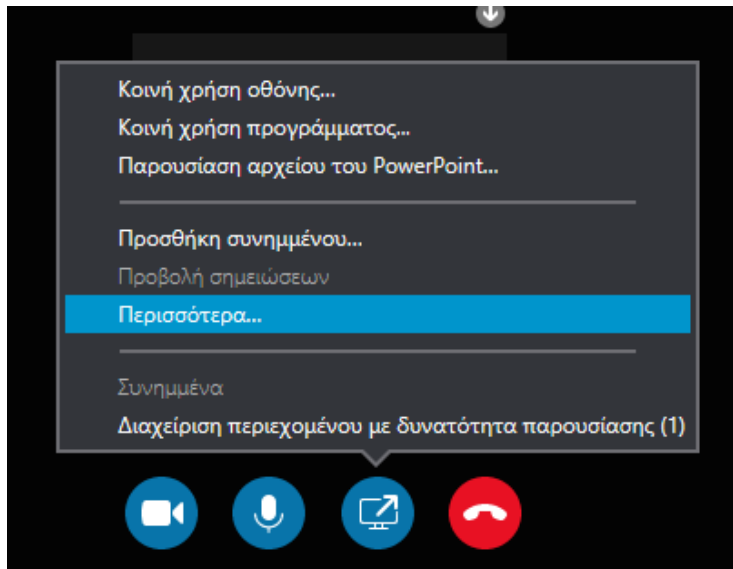 Κοινή χρήση οθόνης...
Κοινή χρήση προγράμματος...
Παρουσίαση αρχείου του PowerPoint...
Προσθήκη συνημμένου...
Προβολή σημειώσεων
Περισσότερα...
Συνημμένα
Διαχείριση περιεχομένου με δυνατότητα παρουσίασης (1)